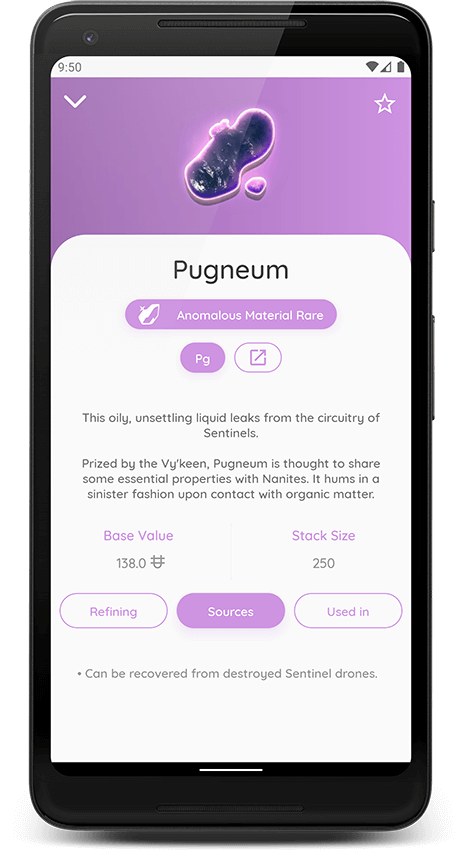 9:50
Pugneum
Anomalous Material Rare
Pg
This oily, unsettling liquid leaks from the circuitry of
Sentinels.
Prized by the Vy'keen, Pugneum is thought to share
some essential properties with Nanites. It hums in a
sinister fashion upon contact with organic matter.
Base Value
Stack Size
138.0
250
Refining
Sources
Used in
• Can be recovered from destroyed Sentinel drones.